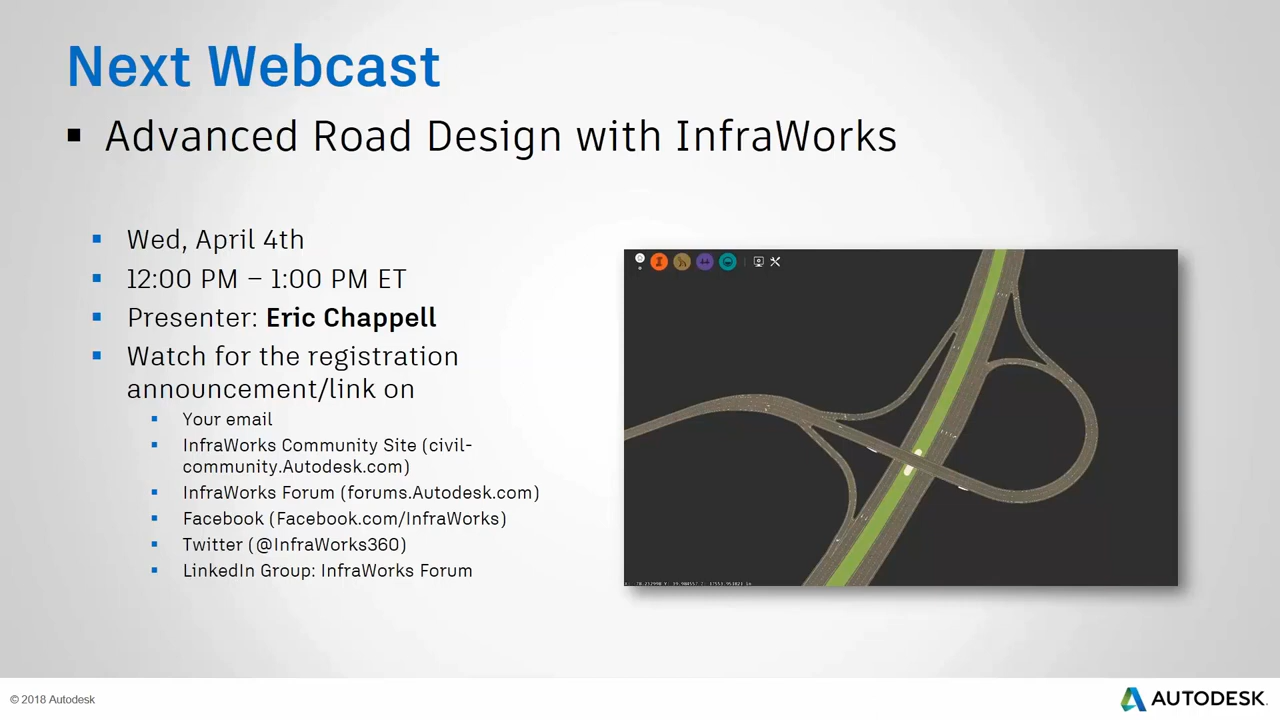 Next Webcast
▪ Advanced Road Design with InfraWorks
▪ Wed, April 4th
▪ 12:00 PM – 1:00 PM ET
▪ Presenter: Eric Chappell
▪ Watch for the registration
announcement/link on
▪ Your email
▪ InfraWorks Community Site (civil-
community.Autodesk.com)
▪ InfraWorks Forum (forums.Autodesk.com)
▪ Facebook (Facebook.com/InfraWorks)
▪ Twitter (@InfraWorks360)
▪ LinkedIn Group: InfraWorks Forum
© 2018 Autodesk
AUTODESK.